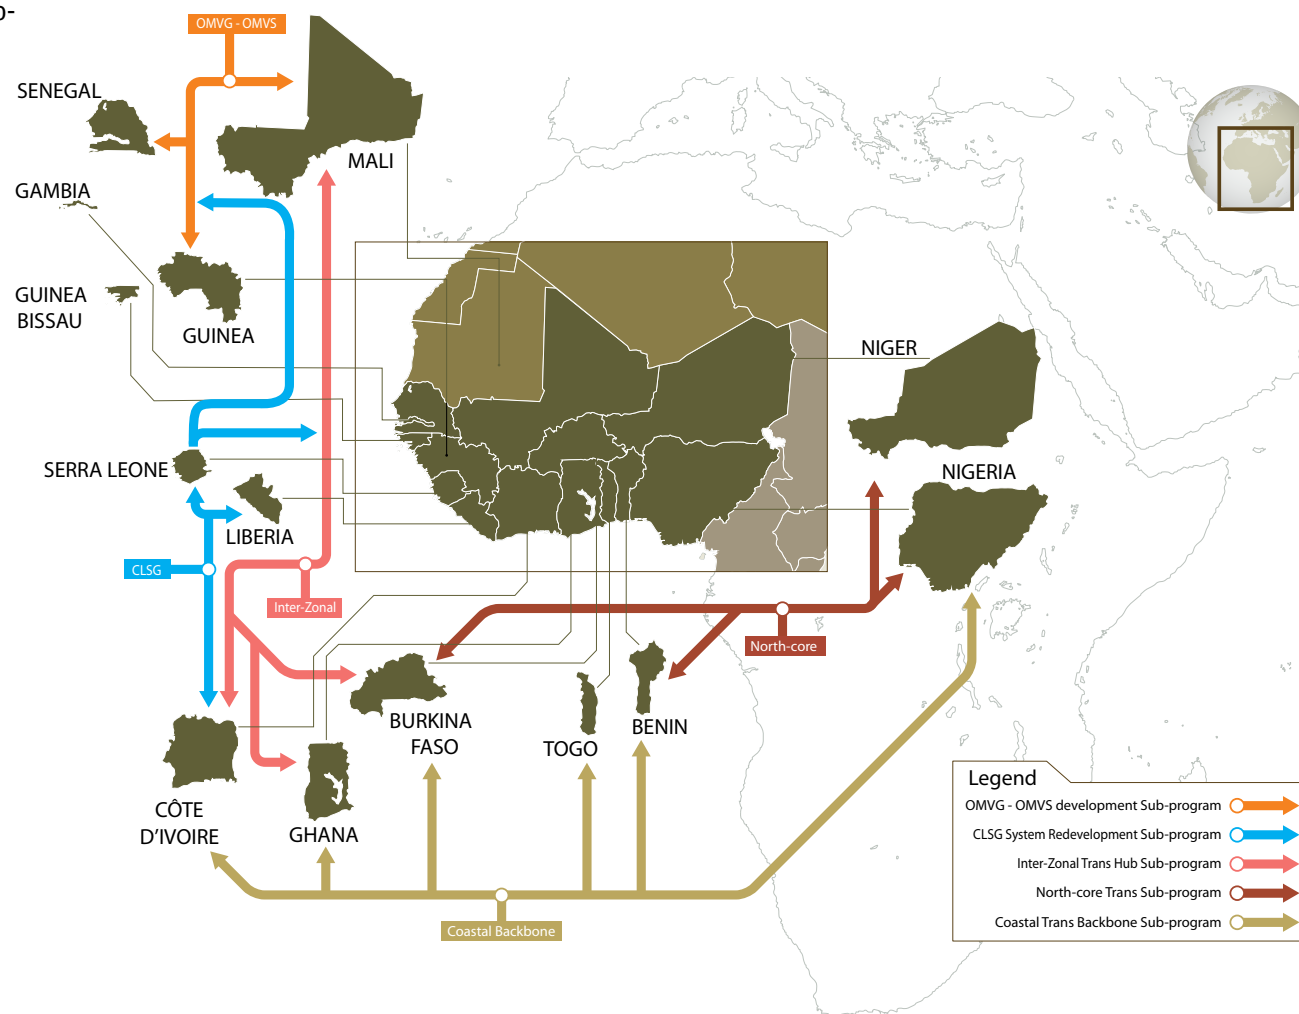 OMVG - OMVS
SENEGAL
MALI
GAMBIA
GUINEA
BISSAU
GUINEA
NIGER
SERRA LEONE
NIGERIA
LIBERIA
CLSG
Inter-Zonal
North-core
BURKINA
FASO
TOGO
BENIN
CÔTE
D'IVOIRE
GHANA
Coastal Backbone
Legend
OMVG - OMVS development Sub-program
CLSG System Redevelopment Sub-program
Inter-Zonal Trans Hub Sub-program
North-core Trans Sub-program
Coastal Trans Backbone Sub-program